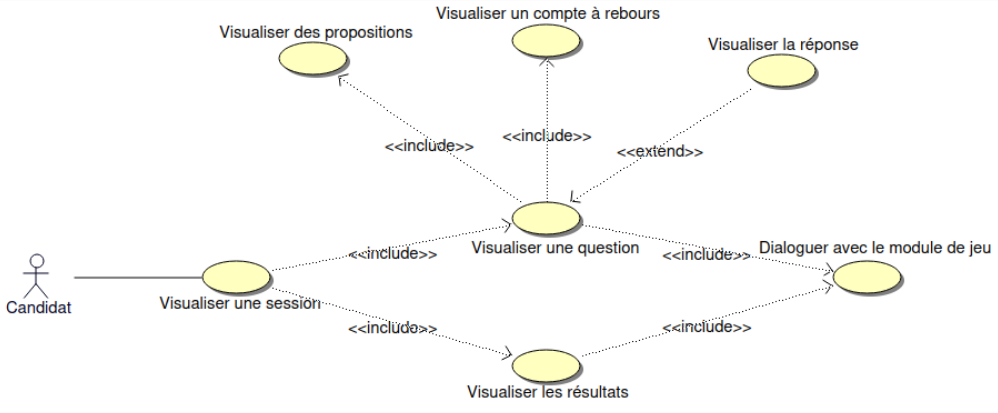 Visualiser un compte à rebours
Visualiser des propositions
Visualiser la réponse
<<include>>
<<include>>
<<extend>>
Visualiser une question
Dialoguer avec le module de jeu
<<include>>
<<include>>
Candidat
Visualiser une session
<<include>>
<<include>>
Visualiser les résultats